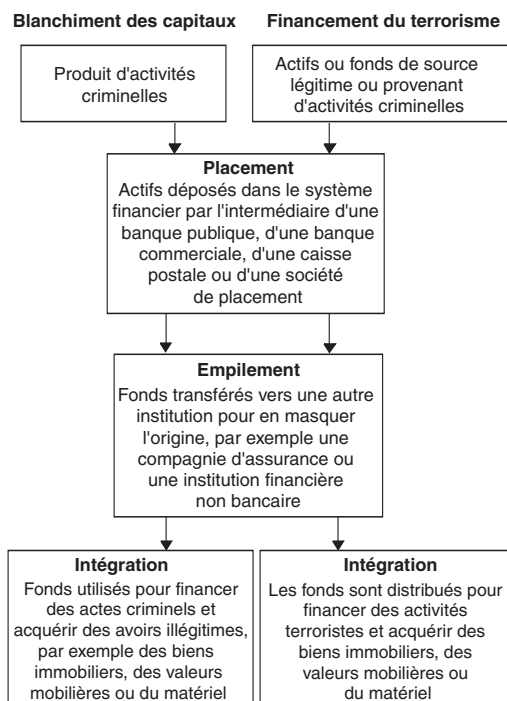 Blanchiment des capitaux
Financement du terrorisme
Produit d'activités
criminelles
Actifs ou fonds de source
légitime ou provenant
d'activités criminelles
Placement
Actifs déposés dans le système
financier par l'intermédiaire d'une
banque publique, d'une banque
commerciale, d'une caisse
postale ou d'une société
de placement
Empilement
Fonds transférés vers une autre
institution pour en masquer
l'origine, par exemple une
compagnie d'assurance ou
une institution financière
non bancaire
Intégration
Fonds utilisés pour financer
des actes criminels et
acquérir des avoirs illégitimes,
par exemple des biens
immobiliers, des valeurs
mobilières ou du matériel
Intégration
Les fonds sont distribués pour
financer des activités
terroristes et acquérir des
biens immobiliers, des
valeurs mobilières ou
du matériel